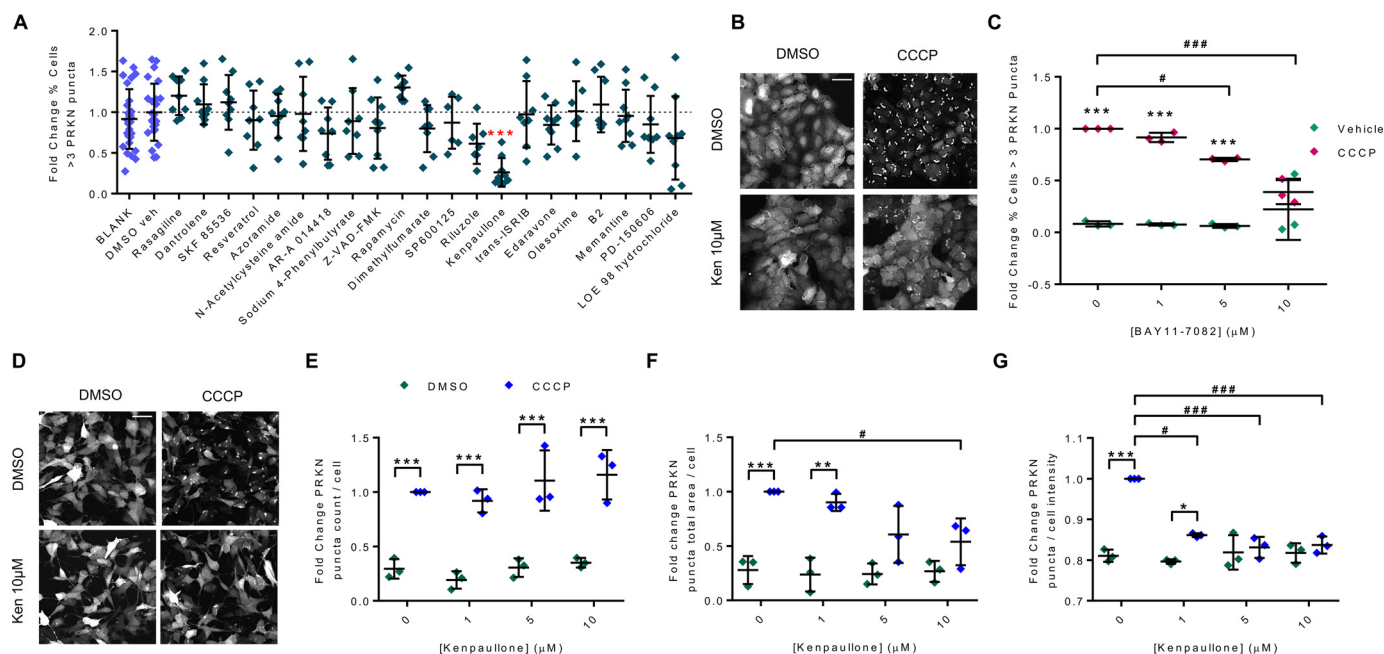 A
Fold Change % Cells
>3 PRKN puncta
2.0
1.5
1.0
0.5
0.0
***
BLANK
DMSO veh
Rasagiline
Dantrolene
SKF 85536
Resveratrol
Azoramide
N-Acetylcysteine amide
AR-A 014418
Sodium 4-Phenylbutyrate
Z-VAD-FMK
Rapamycin
Dimethylfumarate
SP600125
Riluzole
Kenpaullone
trans-ISRIB
Edaravone
Olesoxime
B2
Memantine
PD-150606
LOE 98 hydrochloride
B
DMSO
CCCP
DMSO
Ken 10µM
C
Fold Change % Cells > 3 PRKN Puncta
1.5
1.0
0.5
0.0
-0.5
###
#
***
***
***
Vehicle
CCCP
0
1
5
10
[BAY11-7082] (µM)
D
DMSO
CCCP
DMSO
Ken 10µM
E
DMSO
CCCP
Fold Change PRKN
puncta count / cell
1.5
1.0
0.5
0.0
***
***
***
***
0
1
5
10
[Kenpaullone] (µM)
F
Fold change PRKN
puncta total area / cell
1.5
1.0
0.5
0.0
***
**
#
0
1
5
10
[Kenpaullone] (µM)
G
Fold Change PRKN
puncta / cell intensity
1.1
1.0
0.9
0.8
0.7
###
###
#
***
*
0
1
5
10
[Kenpaullone] (µM)